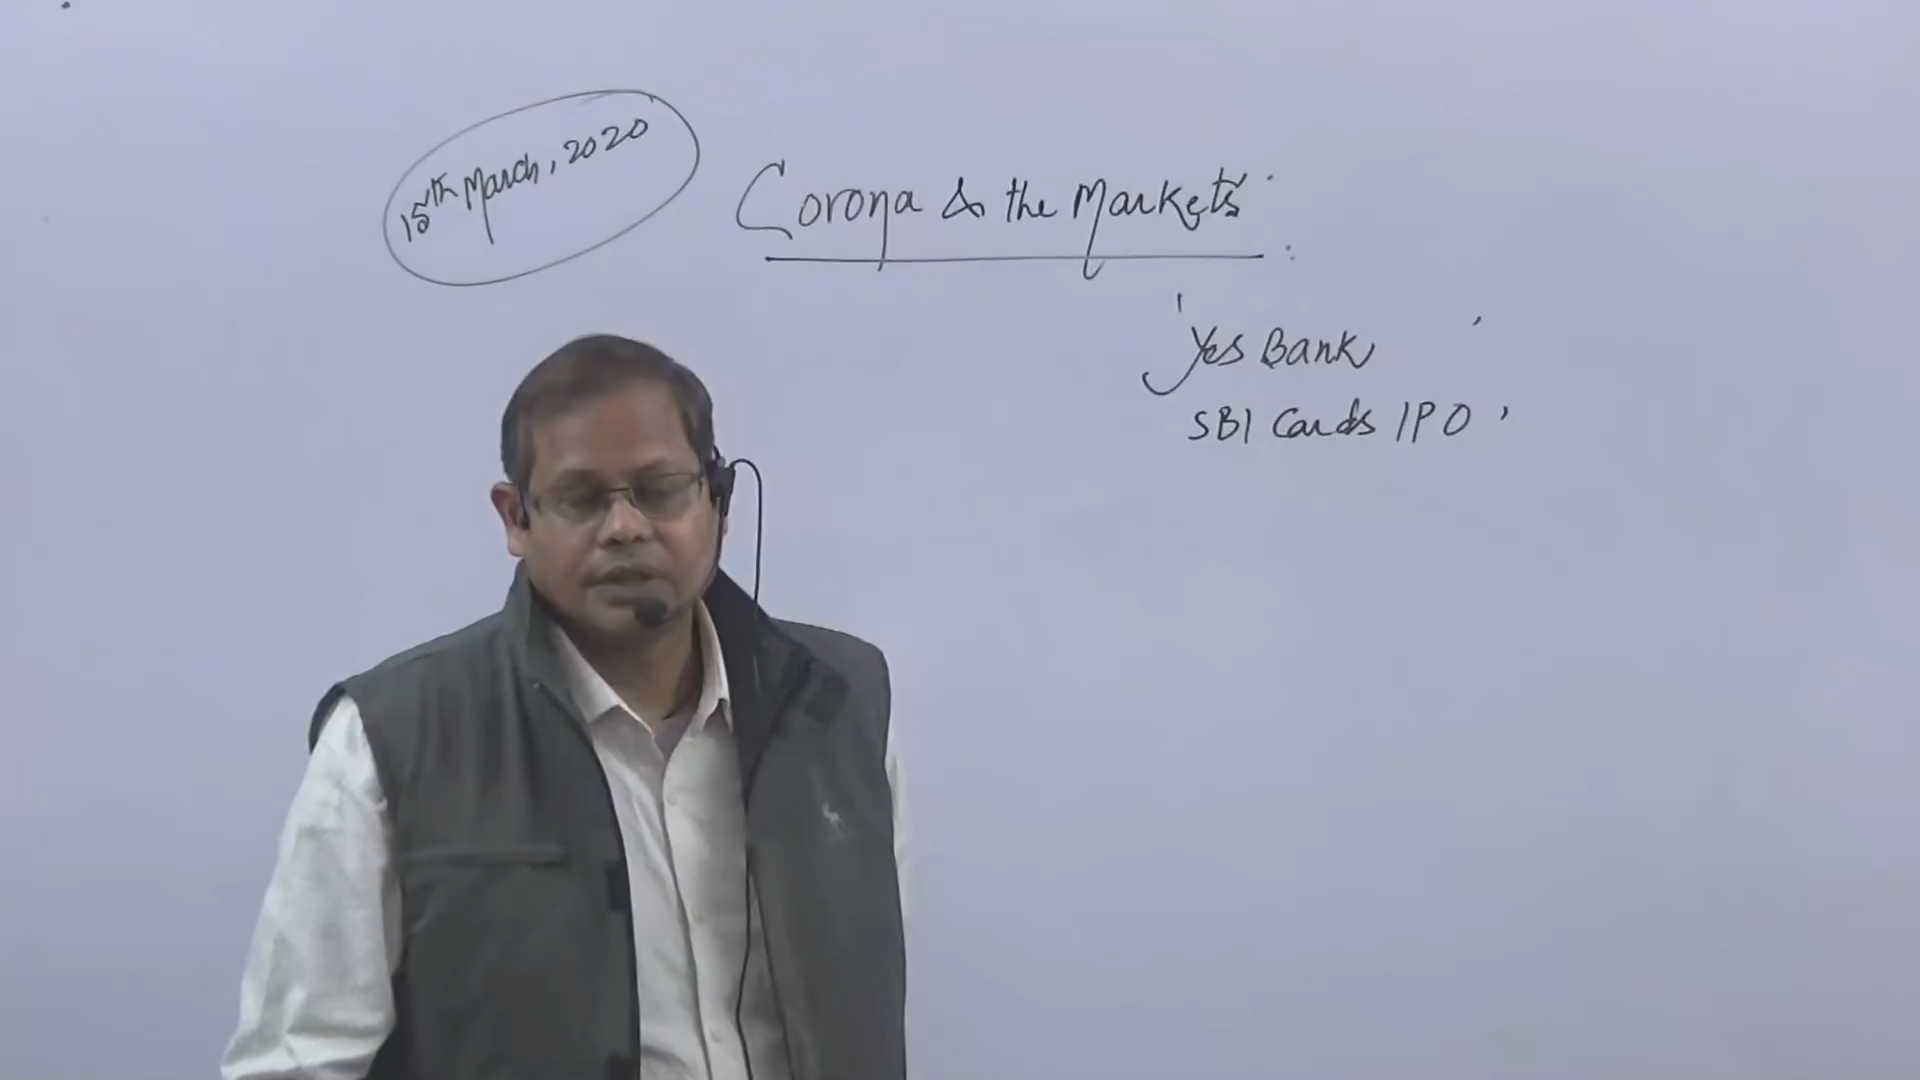 15th March, 2020
Corona & the Markets
Yes Bank
SBI Cards IPO